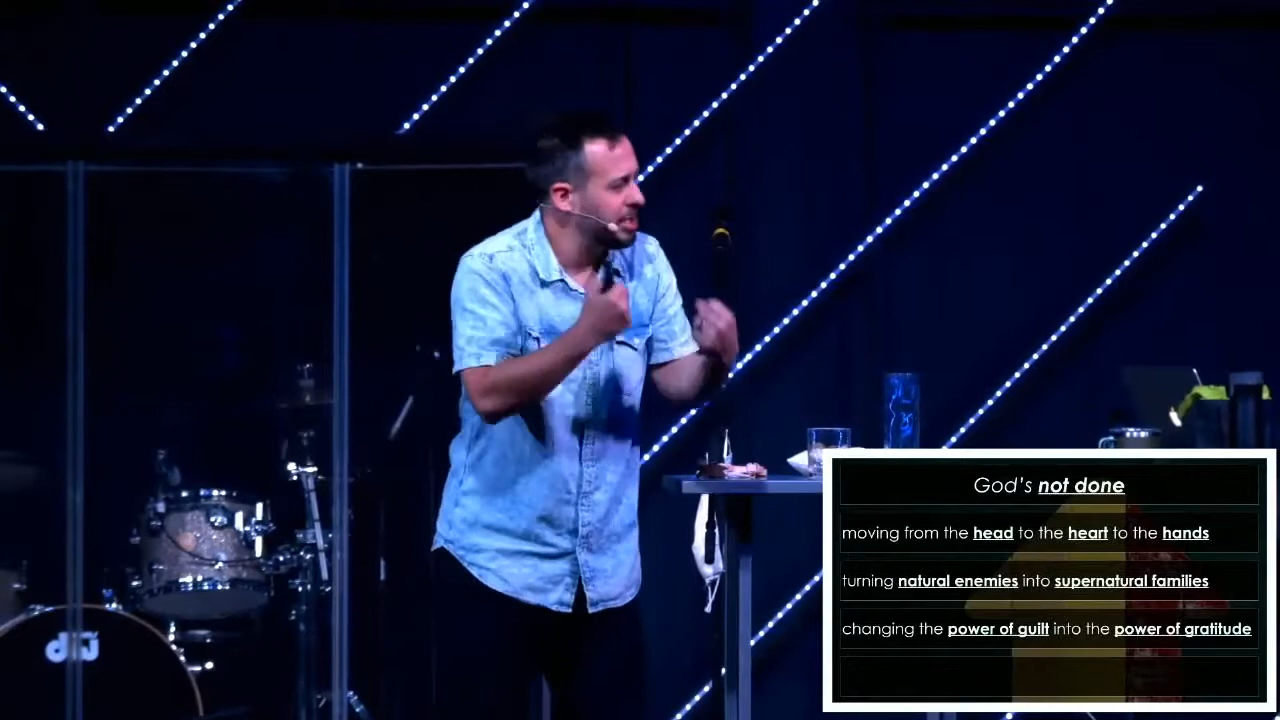 God's not done
moving from the head to the heart to the hands
turning natural enemies into supernatural families
changing the power of guilt into the power of gratitude
dw